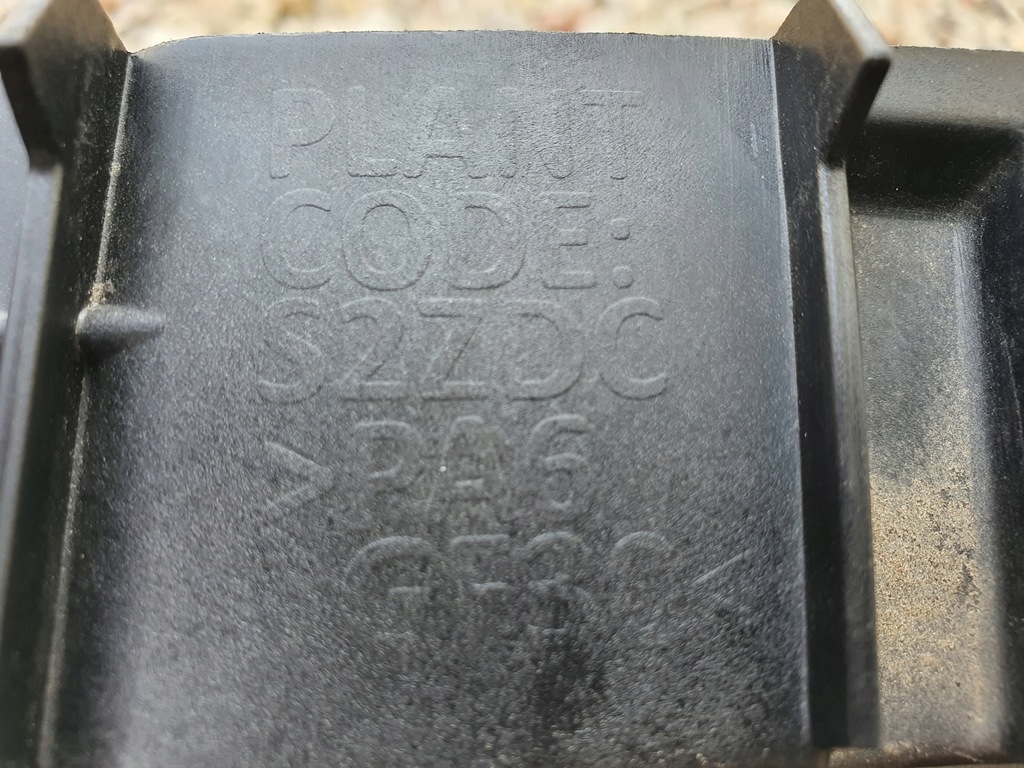 PLANT
CODE:
S2ZDC
>PA6
GF30<